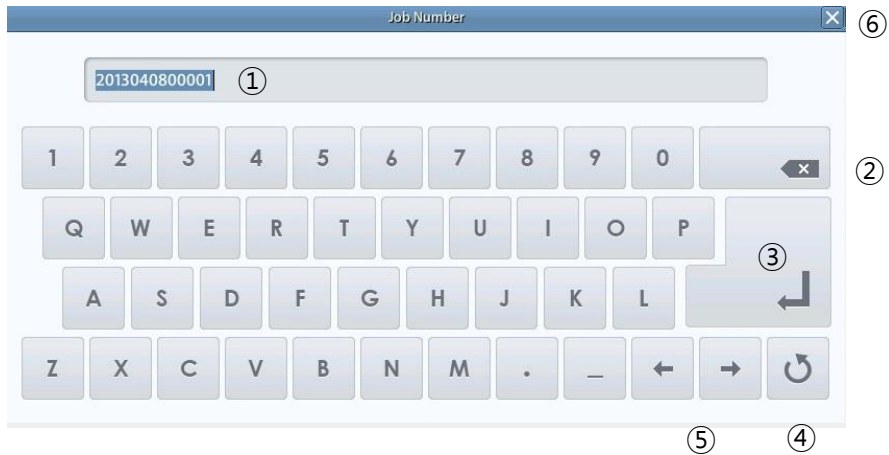 Job Number
⑥
2013040800001 ①
1 2 3 4 5 6 7 8 9 0
②
Q W E R T Y U I O P
③
A S D F G H J K L
Z X C V B N M . _ ← →
⑤ ④